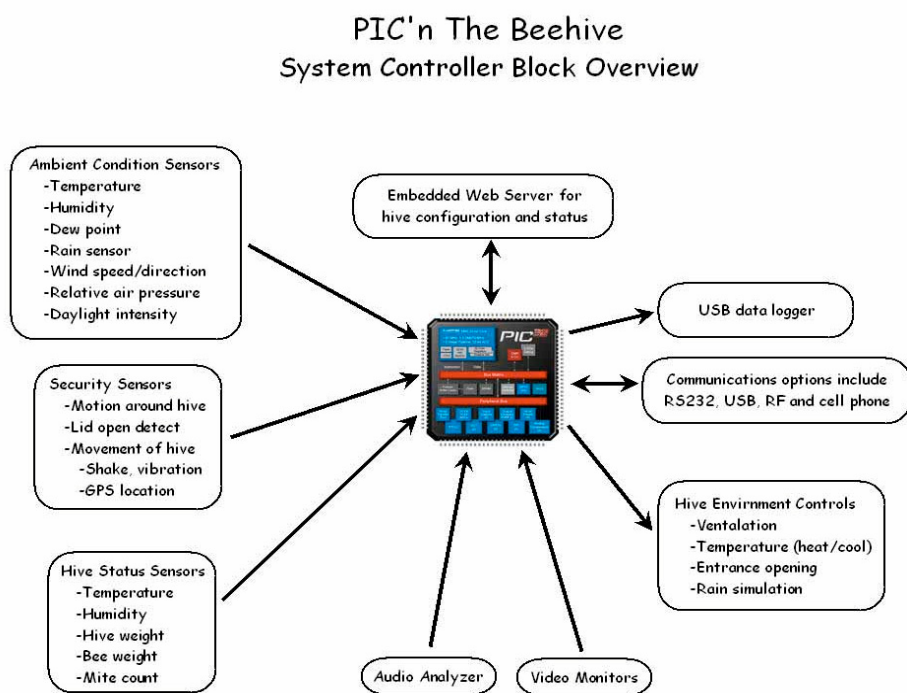 PIC'n The Beehive
System Controller Block Overview
Ambient Condition Sensors
-Temperature
-Humidity
-Dew point
-Rain sensor
-Wind speed/direction
-Relative air pressure
-Daylight intensity
Embedded Web Server for
hive configuration and status
USB data logger
Communications options include
RS232, USB, RF and cell phone
Security Sensors
-Motion around hive
-Lid open detect
-Movement of hive
-Shake, vibration
-GPS location
PIC
Hive Envirnment Controls
-Ventalation
-Temperature (heat/cool)
-Entrance opening
-Rain simulation
Hive Status Sensors
-Temperature
-Humidity
-Hive weight
-Bee weight
-Mite count
Audio Analyzer
Video Monitors